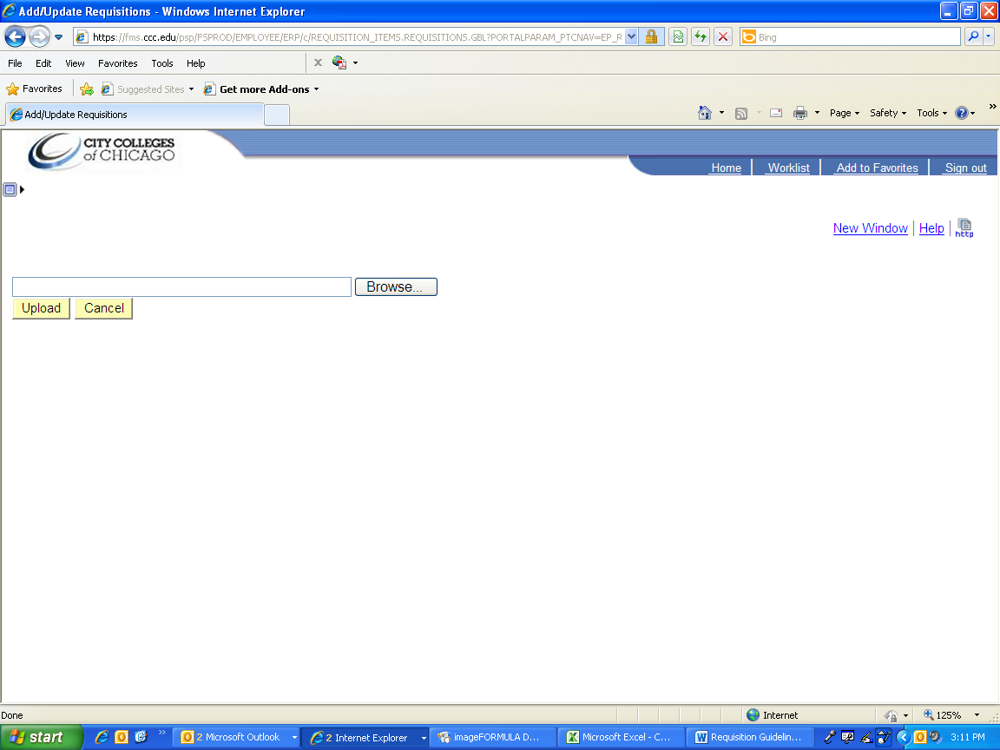 Add/Update Requisitions - Windows Internet Explorer
https://fms.ccc.edu/psp/FSPROD/EMPLOYEE/ERP/c/REQUISITION_ITEMS.REQUISITIONS.GBL?PORTALPARAM_PTCNAV=EP_R
Bing
File Edit View Favorites Tools Help
x
Favorites Suggested Sites Get more Add-ons
Add/Update Requisitions
Page Safety Tools »
CITY COLLEGES
of CHICAGO
Home Worklist Add to Favorites Sign out
New Window Help http
Browse...
Upload Cancel
Done Internet 125%
start » 2 Microsoft Outlook 2 Internet Explorer imageFORMULA D... Microsoft Excel - C... Requisition Guidelin... 3:11 PM